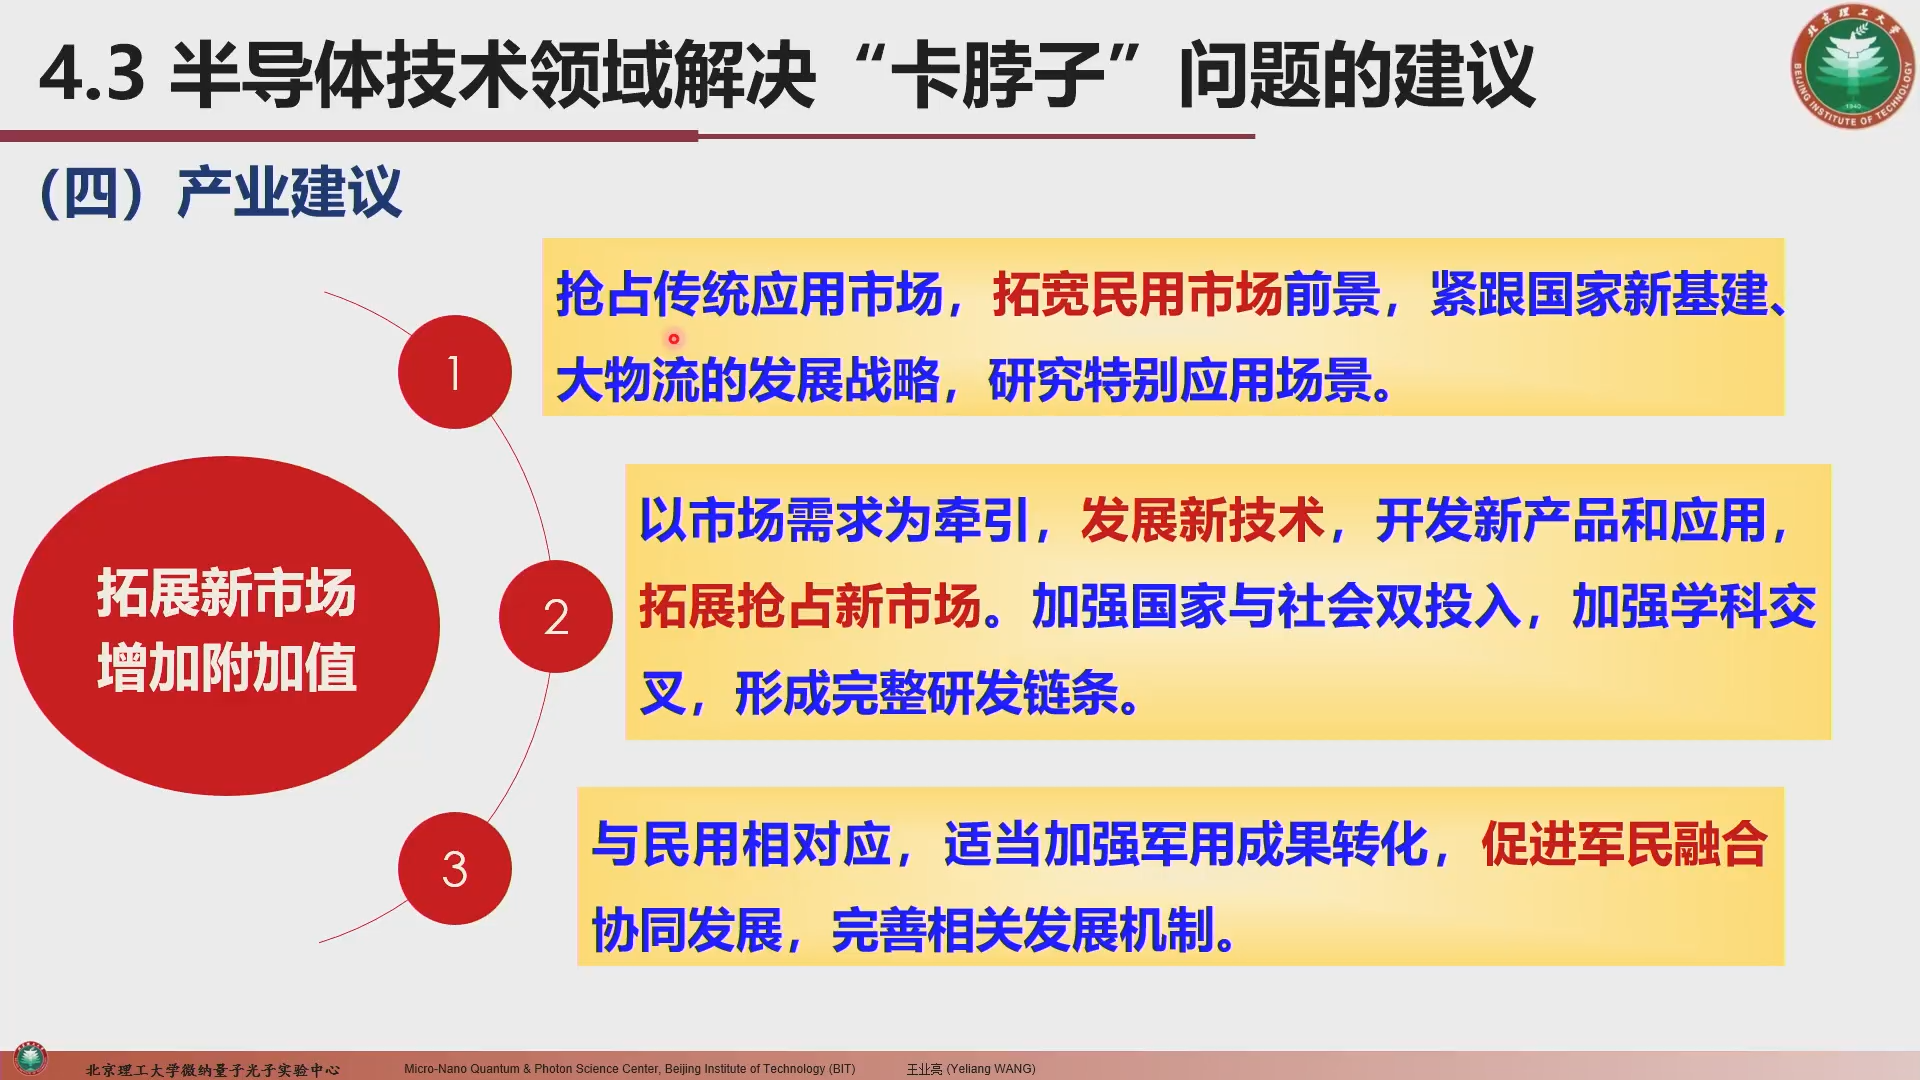 4.3 半导体技术领域解决“卡脖子”问题的建议
北京理工大学
BEIJING INSTITUTE OF TECHNOLOGY
1940
（四）产业建议
抢占传统应用市场，拓宽民用市场前景，紧跟国家新基建、
大物流的发展战略，研究特别应用场景。
1
以市场需求为牵引，发展新技术，开发新产品和应用，
拓展抢占新市场。加强国家与社会双投入，加强学科交
叉，形成完整研发链条。
2
拓展新市场
增加附加值
与民用相对应，适当加强军用成果转化，促进军民融合
协同发展，完善相关发展机制。
3
北京理工大学微纳量子光子实验中心
Micro-Nano Quantum & Photon Science Center, Beijing Institute of Technology (BIT)
王业亮 (Yeliang WANG)